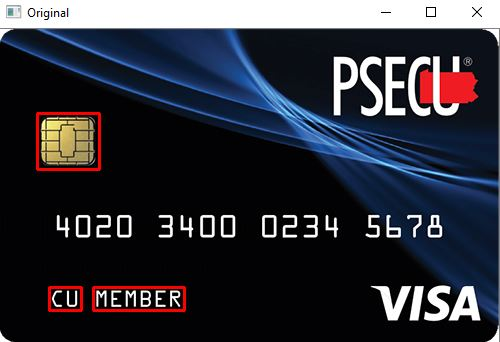 Original
PSECU®
4020 3400 0234 5678
CU MEMBER
VISA